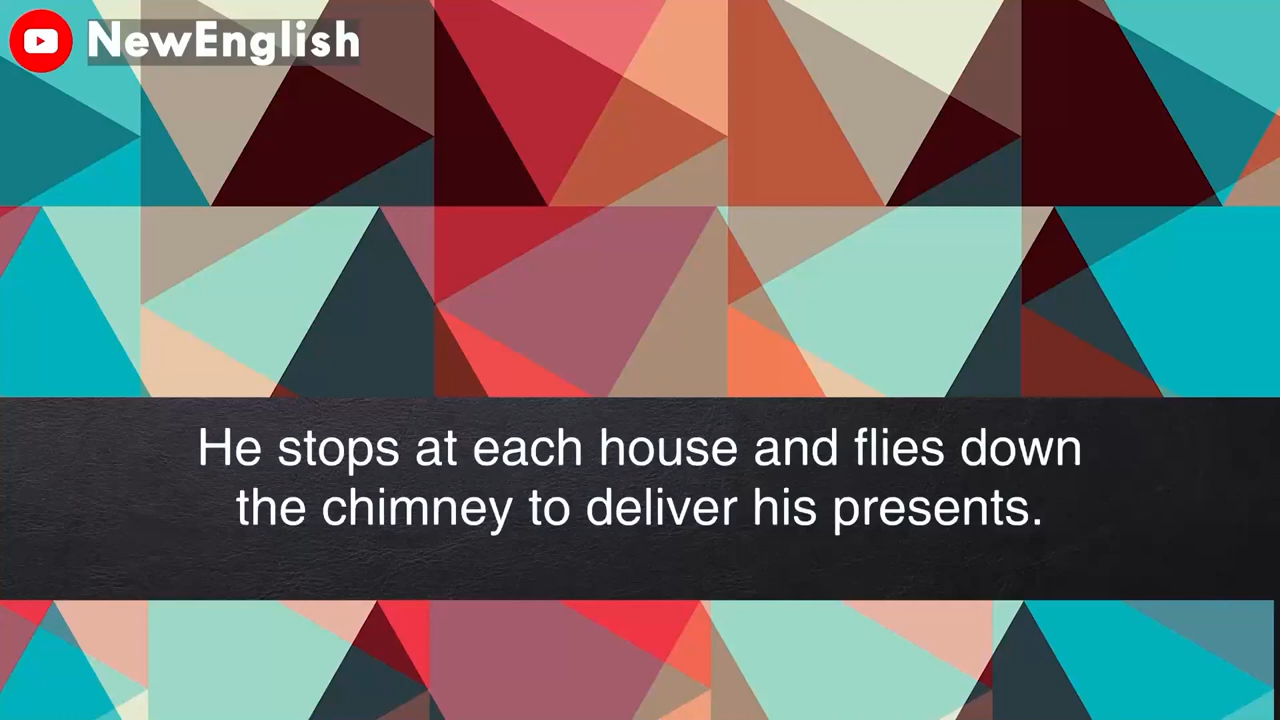 NewEnglish
He stops at each house and flies down
the chimney to deliver his presents.